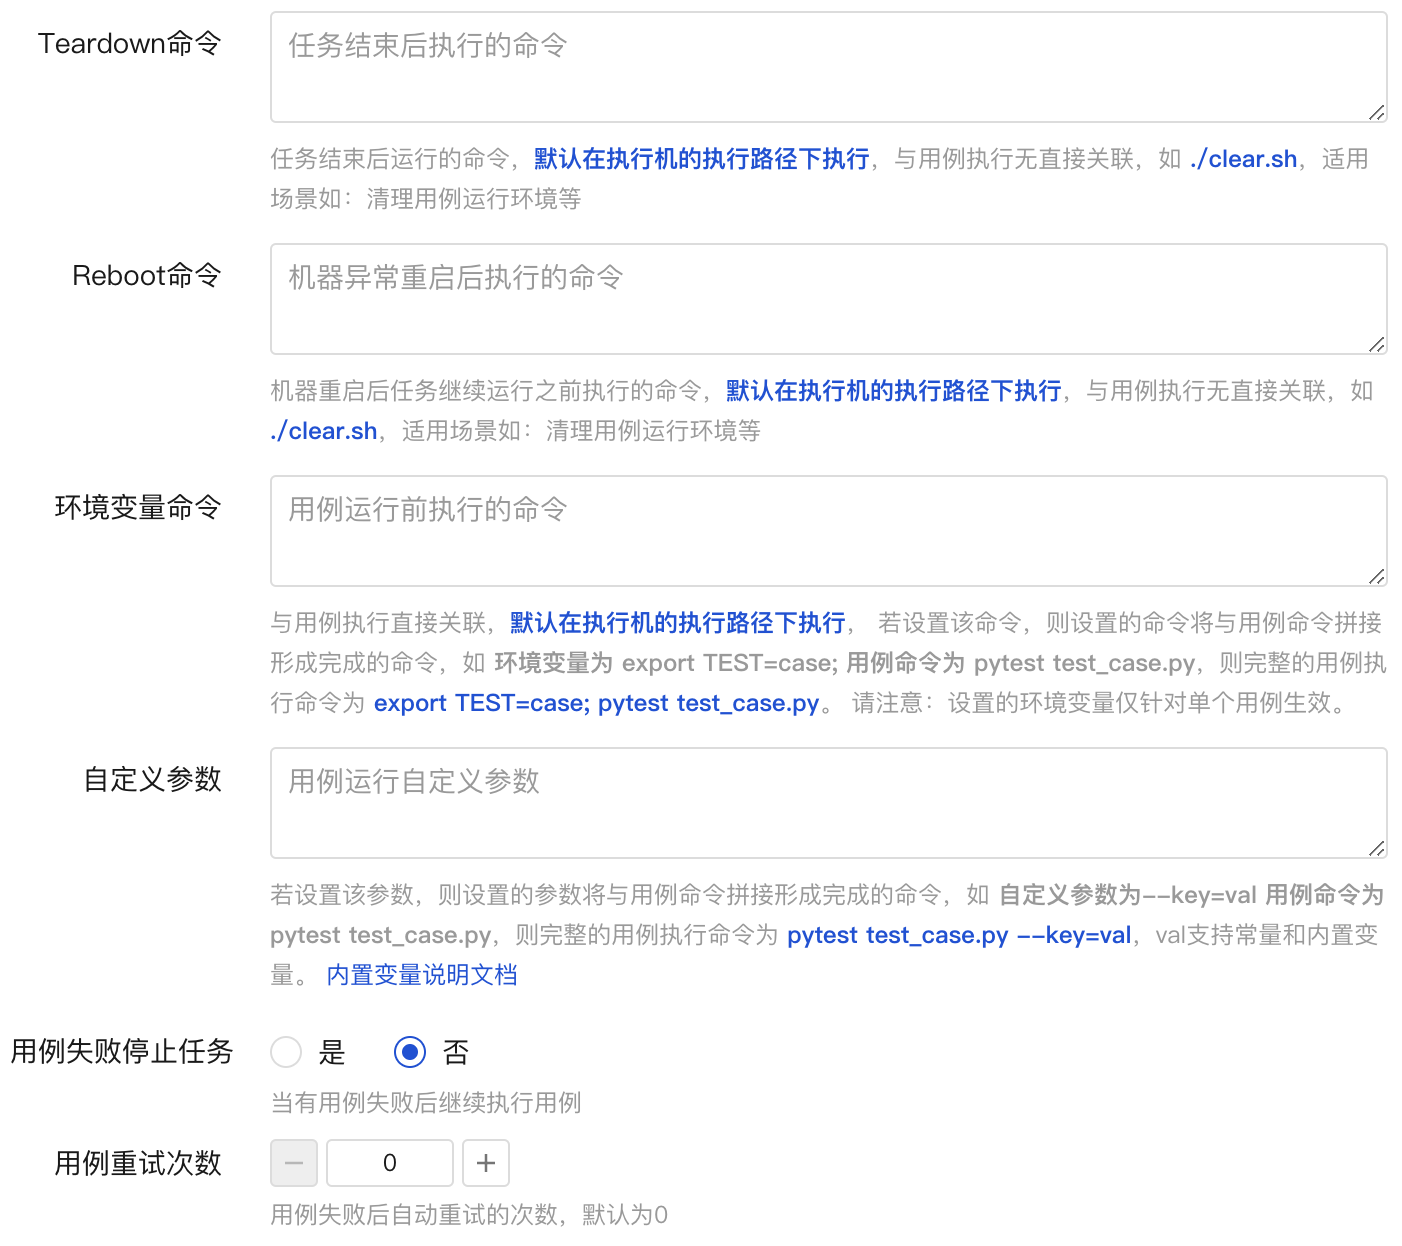 Teardown命令
任务结束后执行的命令
任务结束后运行的命令，默认在执行机的执行路径下执行，与用例执行无直接关联，如 ./clear.sh，适用
场景如：清理用例运行环境等
Reboot命令
机器异常重启后执行的命令
机器重启后任务继续运行之前执行的命令，默认在执行机的执行路径下执行，与用例执行无直接关联，如
./clear.sh，适用场景如：清理用例运行环境等
环境变量命令
用例运行前执行的命令
与用例执行直接关联，默认在执行机的执行路径下执行， 若设置该命令，则设置的命令将与用例命令拼接
形成完成的命令，如 环境变量为 export TEST=case; 用例命令为 pytest test_case.py，则完整的用例执
行命令为 export TEST=case; pytest test_case.py。 请注意：设置的环境变量仅针对单个用例生效。
自定义参数
用例运行自定义参数
若设置该参数，则设置的参数将与用例命令拼接形成完成的命令，如 自定义参数为--key=val 用例命令为
pytest test_case.py，则完整的用例执行命令为 pytest test_case.py --key=val，val支持常量和内置变
量。 内置变量说明文档
用例失败停止任务 是 否
当有用例失败后继续执行用例
用例重试次数 − 0 +
用例失败后自动重试的次数，默认为0